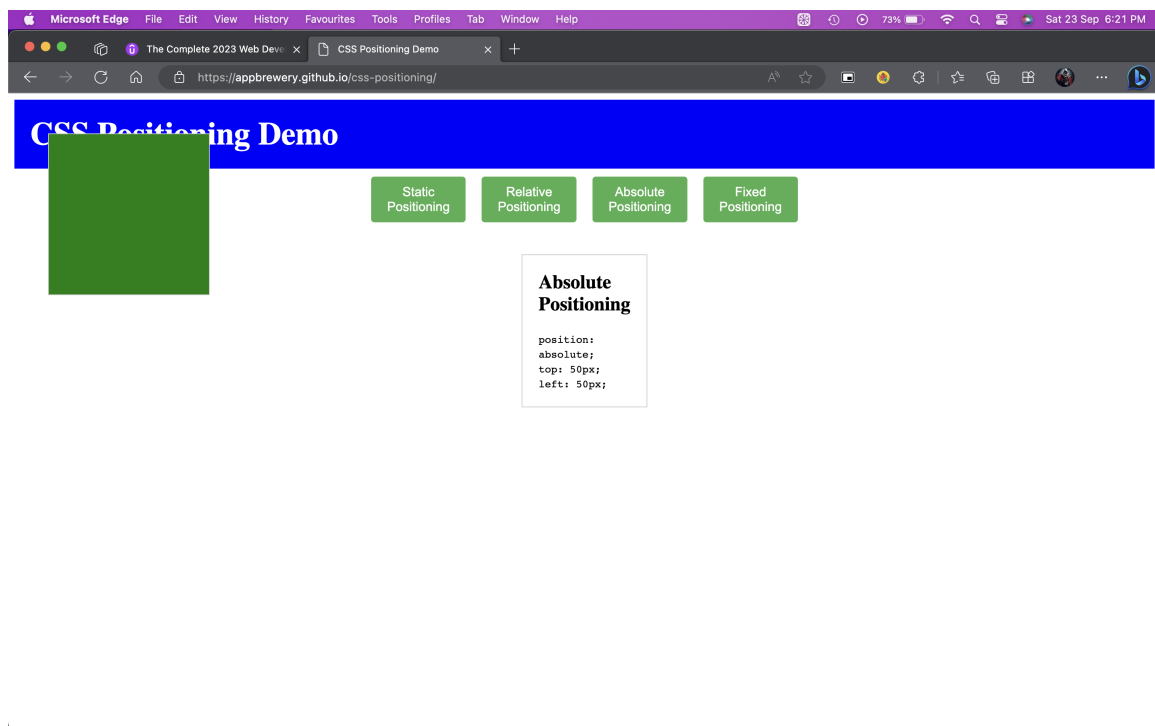 Microsoft Edge File Edit View History Favourites Tools Profiles Tab Window Help 73% Sat 23 Sep 6:21 PM
The Complete 2023 Web Deve CSS Positioning Demo
https://appbrewery.github.io/css-positioning/
CSS Positioning Demo
Static Relative Absolute Fixed
Positioning Positioning Positioning Positioning
Absolute
Positioning
position:
absolute;
top: 50px;
left: 50px;